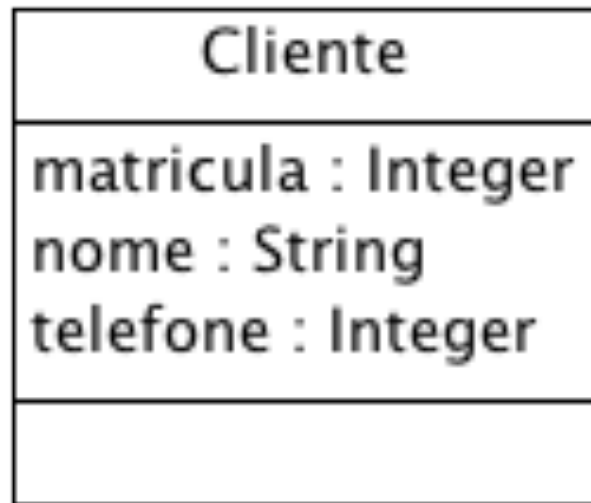 Cliente
matricula : Integer
nome : String
telefone : Integer